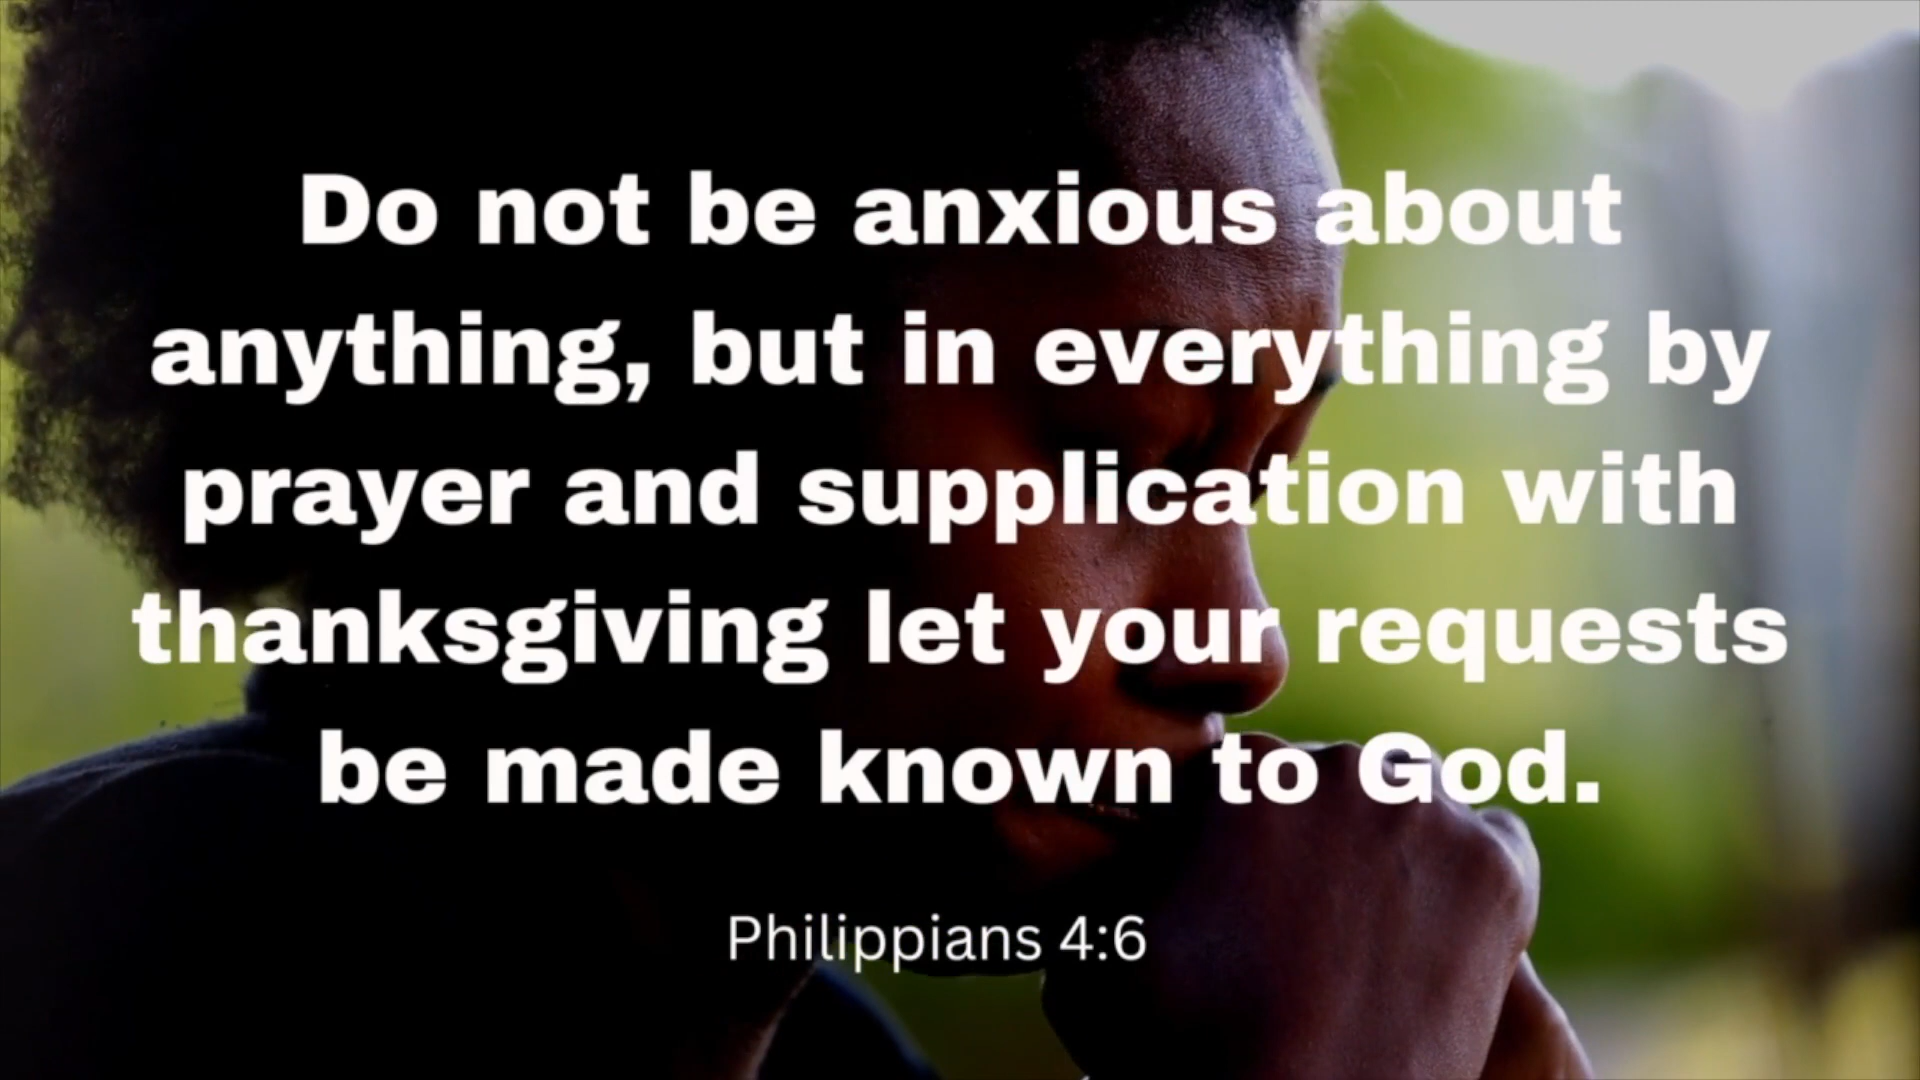 Do not be anxious about
anything, but in everything by
prayer and supplication with
thanksgiving let your requests
be made known to God.
Philippians 4:6